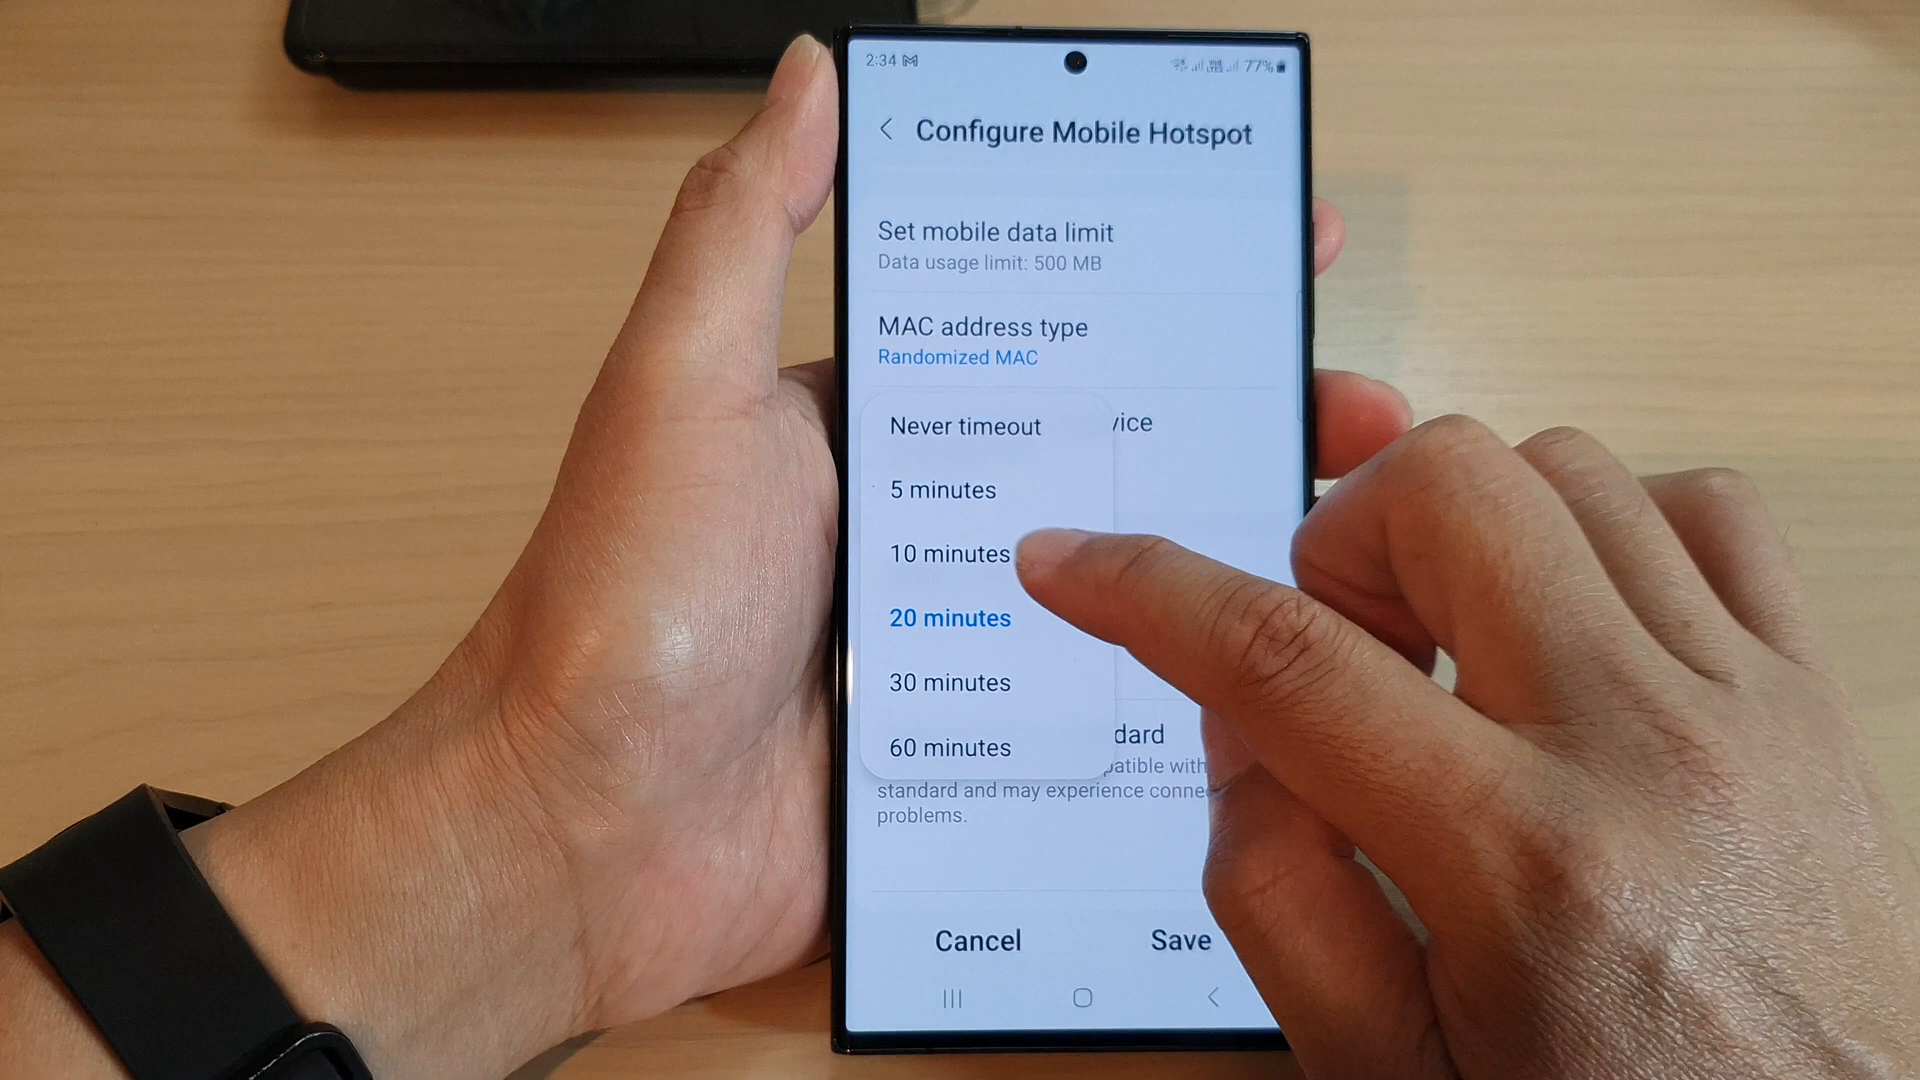 2:34 77%
Configure Mobile Hotspot
Set mobile data limit
Data usage limit: 500 MB
MAC address type
Randomized MAC
Never timeout
vice
5 minutes
10 minutes
20 minutes
30 minutes
60 minutes
dard
patible with
standard and may experience conne
problems.
Cancel Save